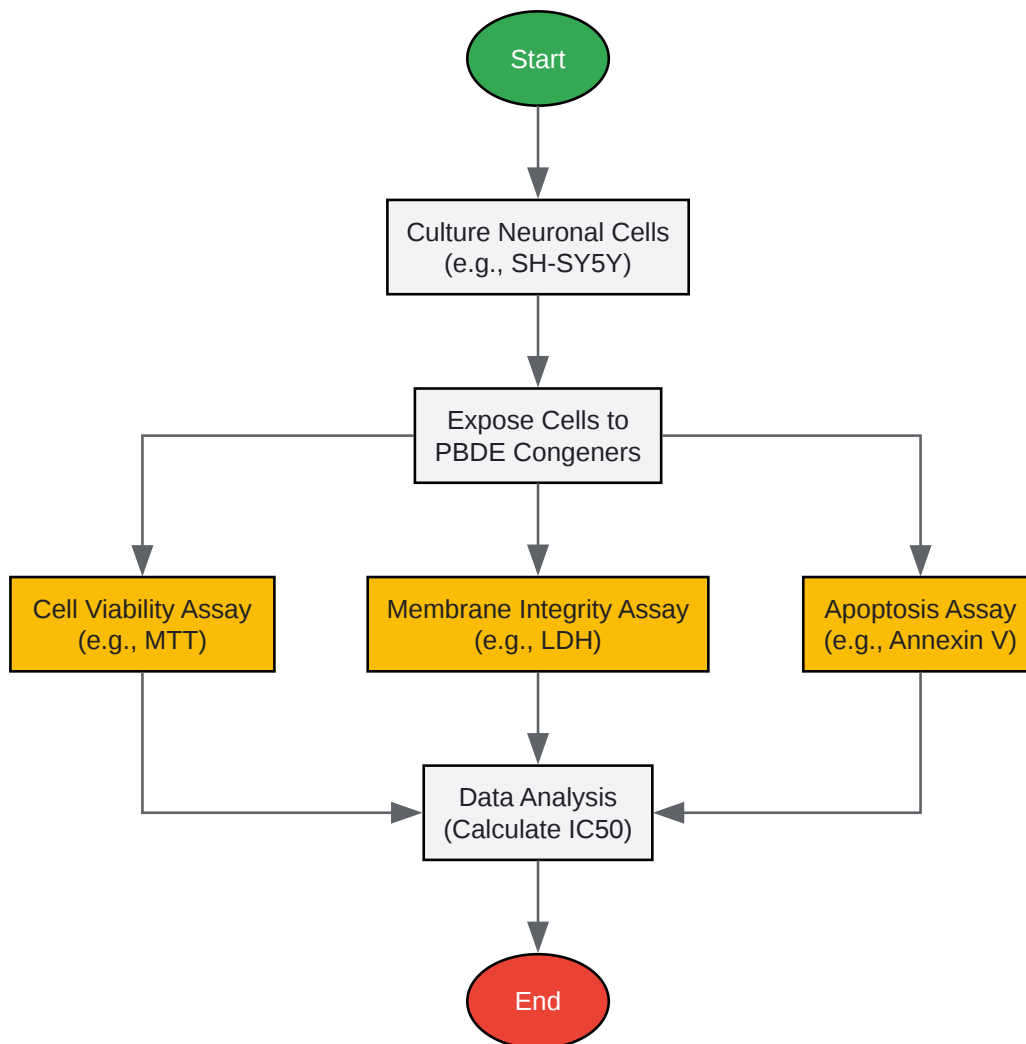 Start
Culture Neuronal Cells
(e.g., SH-SY5Y)
Expose Cells to
PBDE Congeners
Cell Viability Assay
(e.g., MTT)
Membrane Integrity Assay
(e.g., LDH)
Apoptosis Assay
(e.g., Annexin V)
Data Analysis
(Calculate IC50)
End